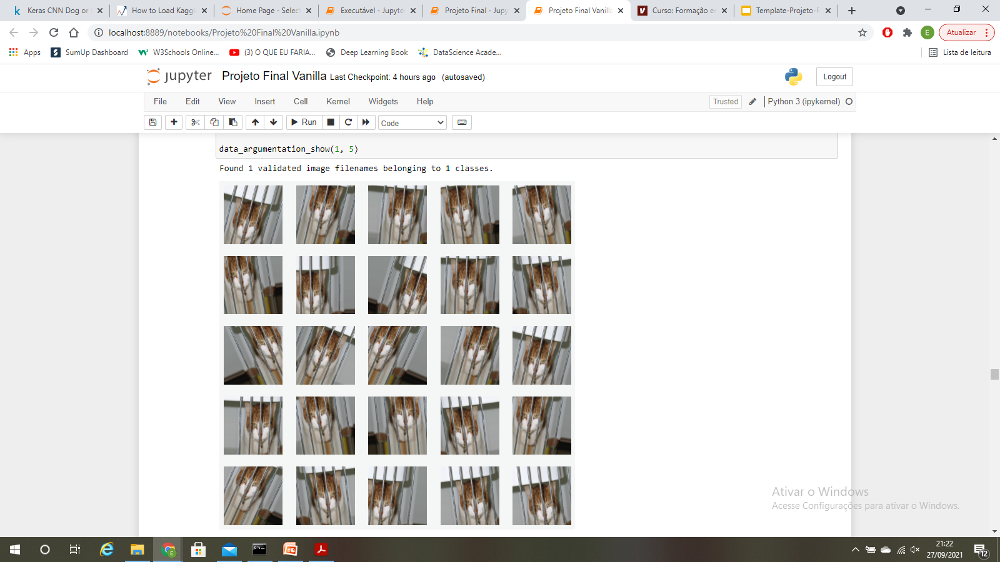 Keras CNN Dog or
How to Load Kaggl
Home Page - Select
Executável - Jupyte
Projeto Final - Jupy
Projeto Final Vanilla
Curso: Formação e
Template-Projeto-F
localhost:8889/notebooks/Projeto%20Final%20Vanilla.ipynb
E
Atualizar
Apps
SumUp Dashboard
W3Schools Online...
(3) O QUE EU FARIA...
Deep Learning Book
DataScience Acade...
Lista de leitura
jupyter
Projeto Final Vanilla Last Checkpoint: 4 hours ago (autosaved)
Logout
File Edit View Insert Cell Kernel Widgets Help
Trusted
Python 3 (ipykernel)
Run
Code
data_argumentation_show(1, 5)
Found 1 validated image filenames belonging to 1 classes.
Ativar o Windows
Acesse Configurações para ativar o Windows.
21:22
27/09/2021
12